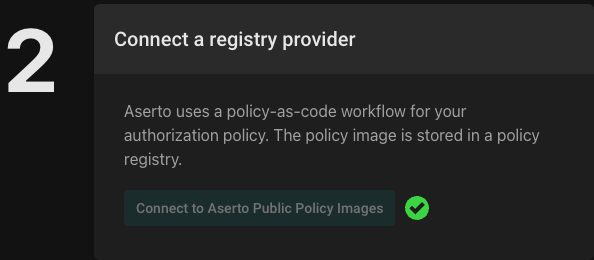 2
Connect a registry provider
Aserto uses a policy-as-code workflow for your
authorization policy. The policy image is stored in a policy
registry.
Connect to Aserto Public Policy Images